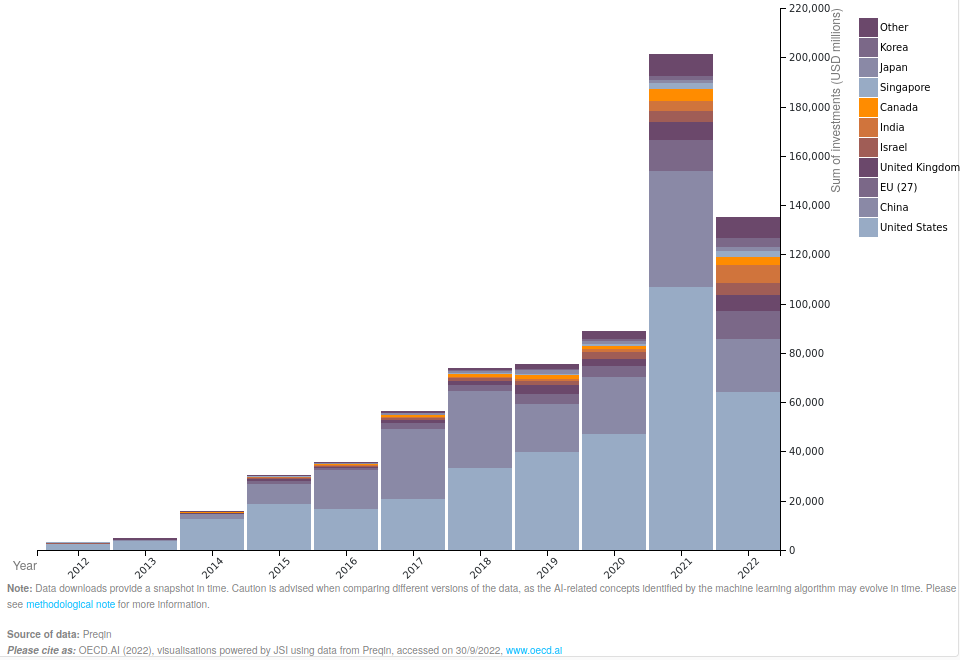 220,000
200,000
180,000
160,000
140,000
120,000
100,000
80,000
60,000
40,000
20,000
0
Sum of investments (USD millions)
Other
Korea
Japan
Singapore
Canada
India
Israel
United Kingdom
EU (27)
China
United States
Year
2012
2013
2014
2015
2016
2017
2018
2019
2020
2021
2022
Note: Data downloads provide a snapshot in time. Caution is advised when comparing different versions of the data, as the AI-related concepts identified by the machine learning algorithm may evolve in time. Please
see methodological note for more information.
Source of data: Preqin
Please cite as: OECD.AI (2022), visualisations powered by JSI using data from Preqin, accessed on 30/9/2022, www.oecd.ai